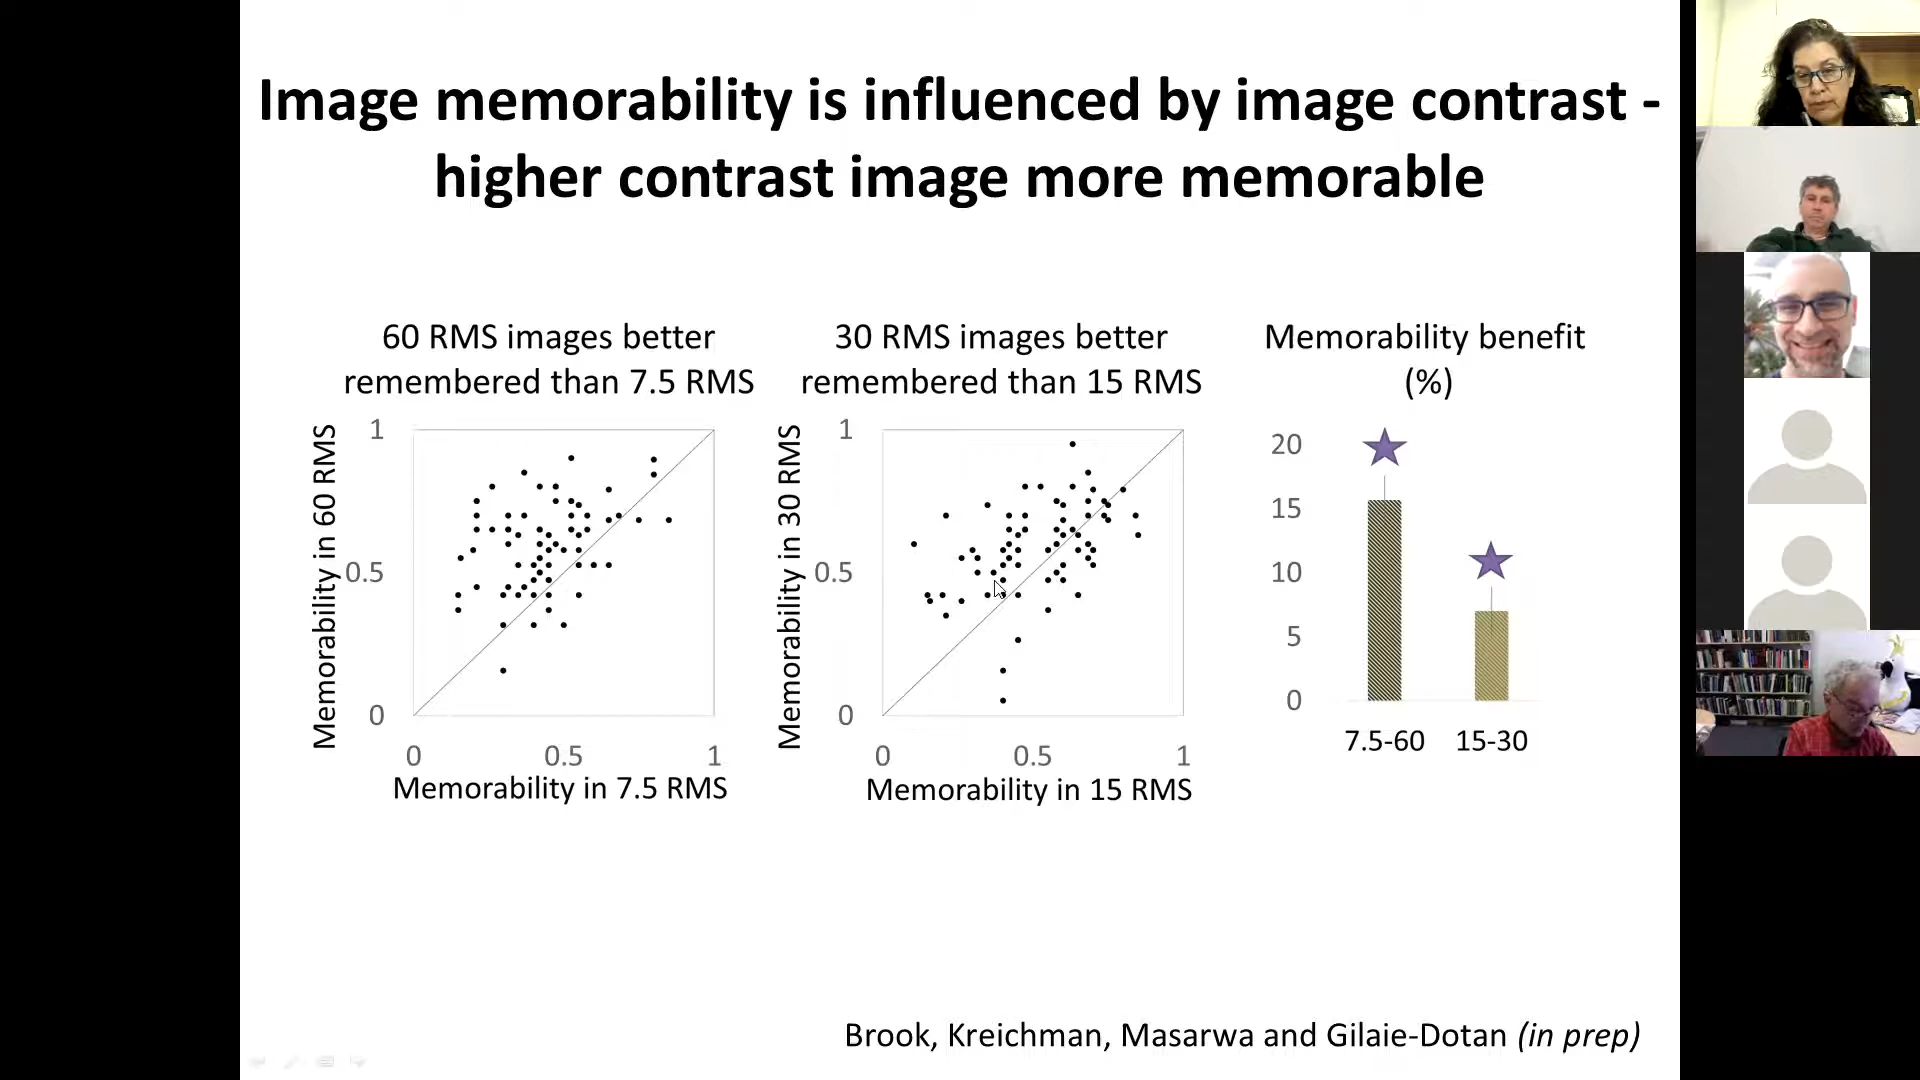 Image memorability is influenced by image contrast -
higher contrast image more memorable
60 RMS images better
remembered than 7.5 RMS
Memorability in 60 RMS
1
0.5
0
0 0.5 1
Memorability in 7.5 RMS
30 RMS images better
remembered than 15 RMS
Memorability in 30 RMS
1
0.5
0
0 0.5 1
Memorability in 15 RMS
Memorability benefit
(%)
20
15
10
5
0
7.5-60 15-30
Brook, Kreichman, Masarwa and Gilaie-Dotan (in prep)